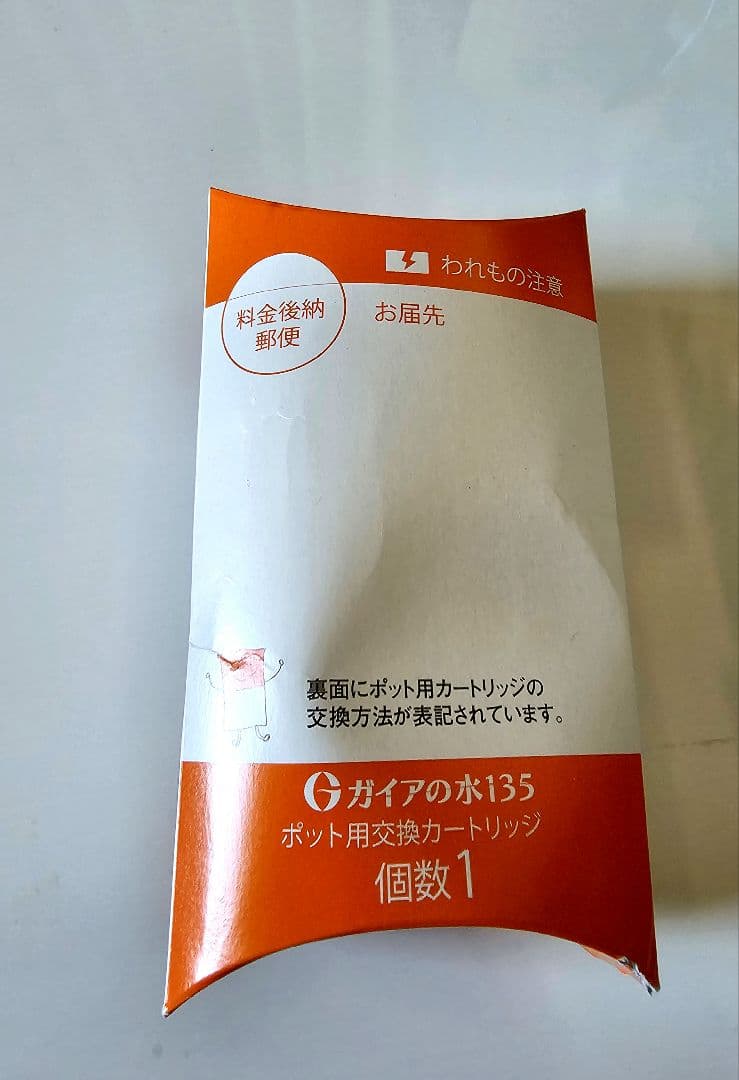 われもの注意
料金後納
郵便
お届先
裏面にポット用カートリッジの
交換方法が表記されています。
ガイアの水135
ポット用交換カートリッジ
個数1